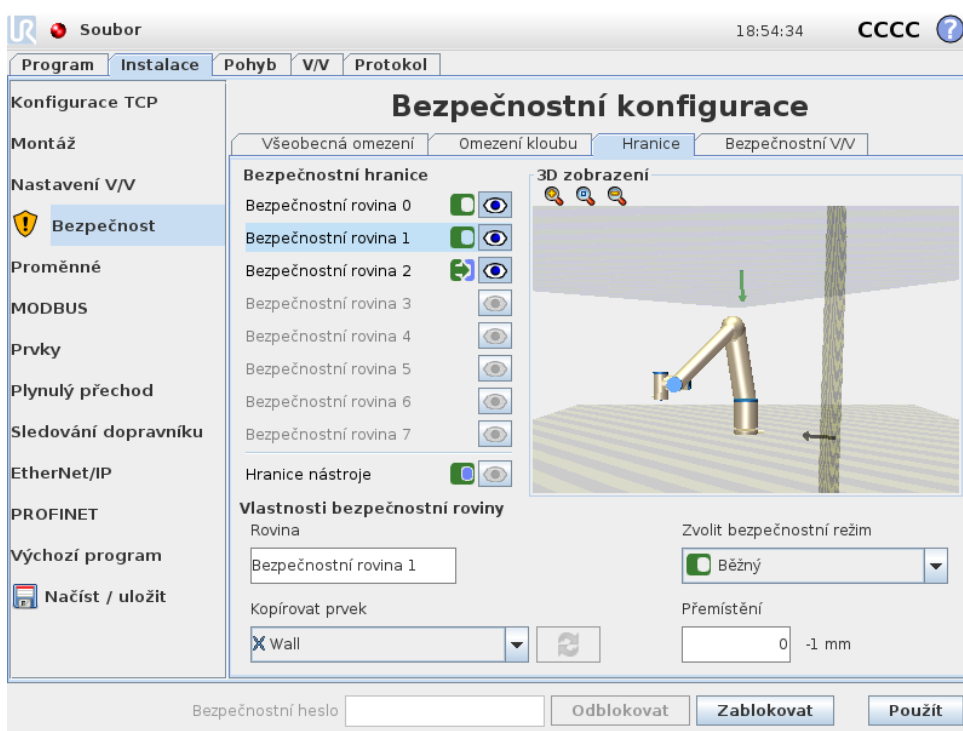 UR Soubor 18:54:34 CCCC ?
Program Instalace Pohyb V/V Protokol
Konfigurace TCP
Montáž
Nastavení V/V
Bezpečnost
Proměnné
MODBUS
Prvky
Plynulý přechod
Sledování dopravníku
EtherNet/IP
PROFINET
Výchozí program
Načíst / uložit
Bezpečnostní konfigurace
Všeobecná omezení Omezení kloubu Hranice Bezpečnostní V/V
Bezpečnostní hranice
Bezpečnostní rovina 0
Bezpečnostní rovina 1
Bezpečnostní rovina 2
Bezpečnostní rovina 3
Bezpečnostní rovina 4
Bezpečnostní rovina 5
Bezpečnostní rovina 6
Bezpečnostní rovina 7
Hranice nástroje
3D zobrazení
Vlastnosti bezpečnostní roviny
Rovina
Bezpečnostní rovina 1
Zvolit bezpečnostní režim
Běžný
Kopírovat prvek
Wall
Přemístění
0 -1 mm
Bezpečnostní heslo Odblokovat Zablokovat Použít